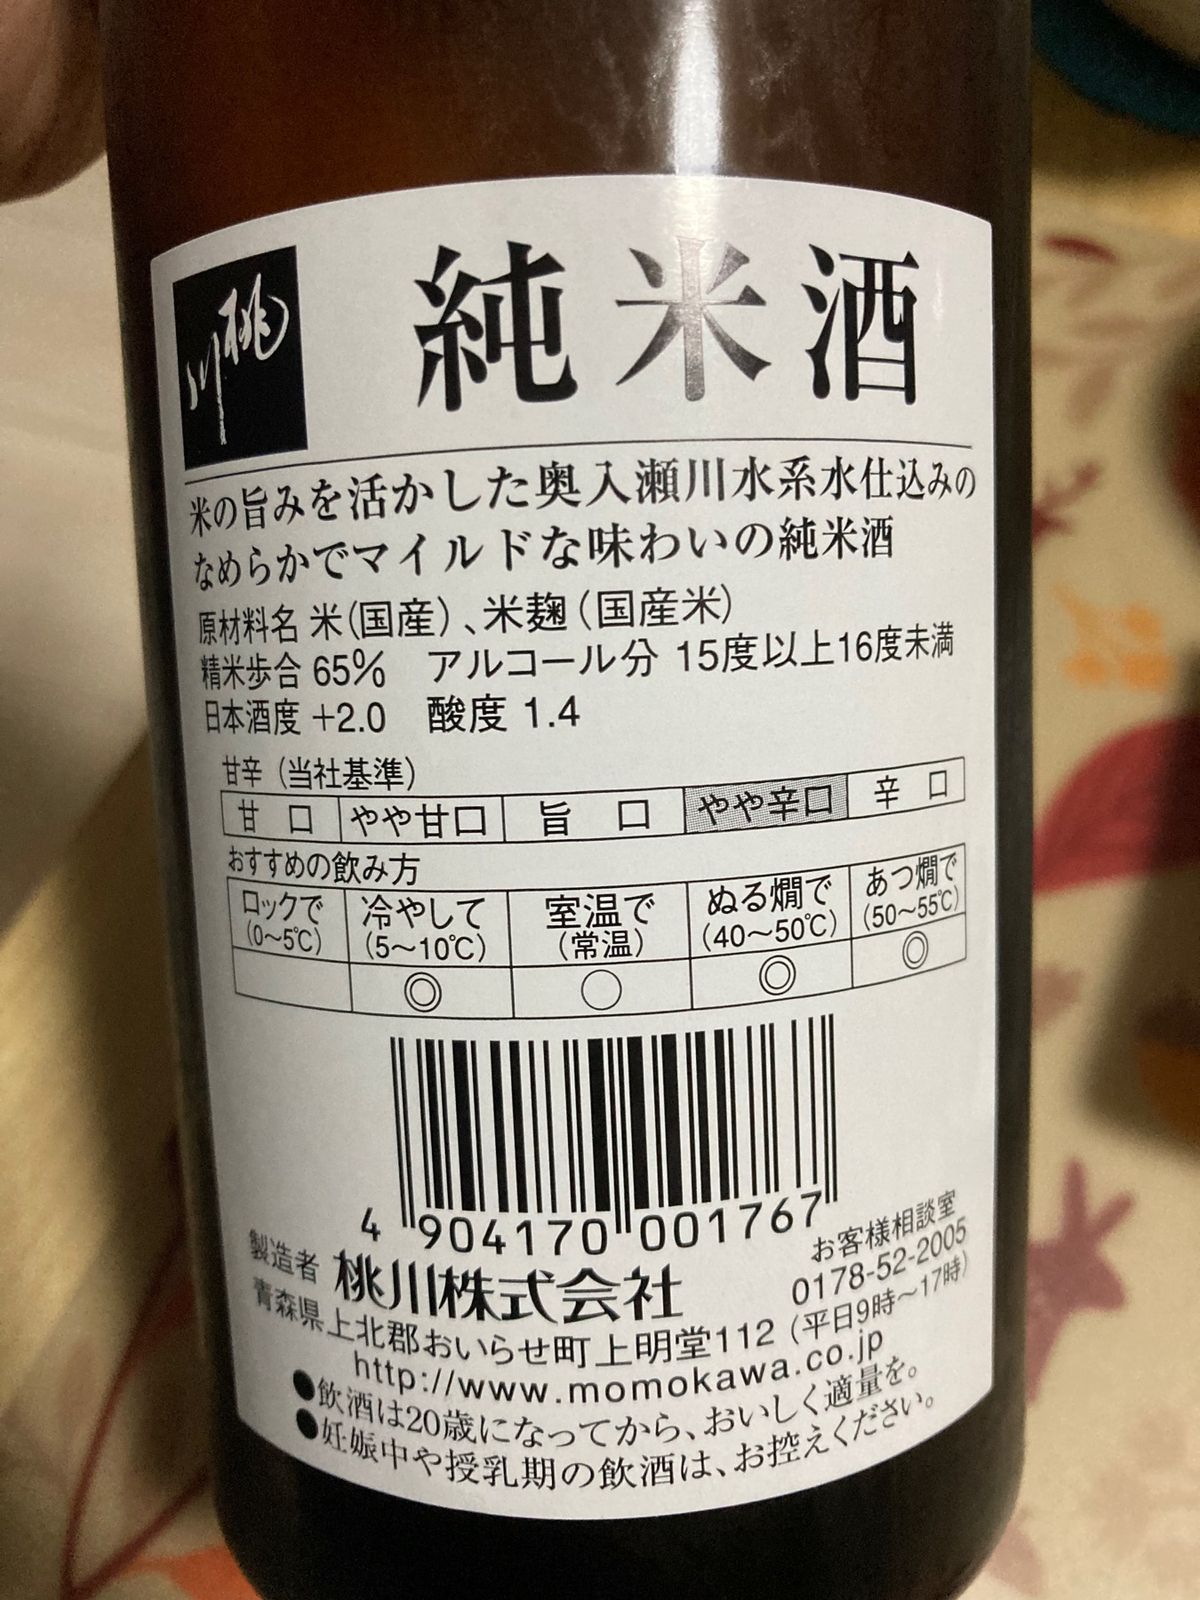 桃川
純米酒
米の旨みを活かした奥入瀬川水系水仕込みの
なめらかでマイルドな味わいの純米酒
原材料名 米(国産)、米麹(国産米)
精米歩合 65% アルコール分 15度以上16度未満
日本酒度 +2.0 酸度 1.4
甘辛(当社基準)
甘口 やや甘口 旨口 やや辛口 辛口
おすすめの飲み方
ロックで 冷やして 室温で ぬる燗で あつ燗で
(0〜5℃) (5〜10℃) (常温) (40〜50℃) (50〜55℃)
◎ ○ ◎ ◎
4 904170 001767
製造者 桃川株式会社
青森県上北郡おいらせ町上明堂112
お客様相談室
0178-52-2005
(平日9時〜17時)
http://www.momokawa.co.jp
●飲酒は20歳になってから、おいしく適量を。
●妊娠中や授乳期の飲酒は、お控えください。